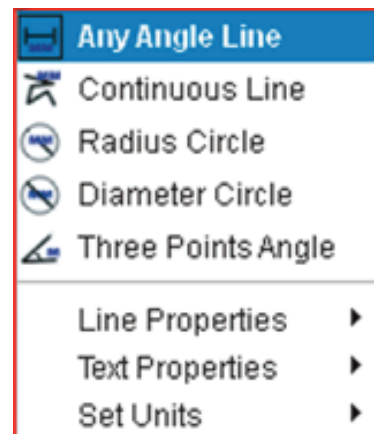 Any Angle Line
Continuous Line
Radius Circle
Diameter Circle
Three Points Angle
Line Properties
Text Properties
Set Units